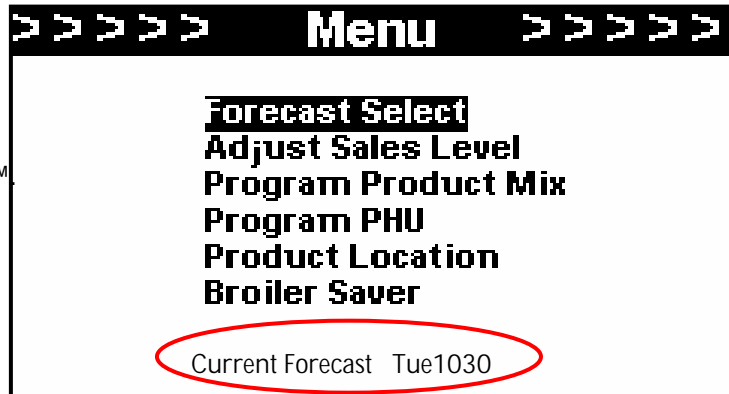 >>>>> Menu >>>>>
Forecast Select
Adjust Sales Level
Program Product Mix
Program PHU
Product Location
Broiler Saver
Current Forecast Tue1030